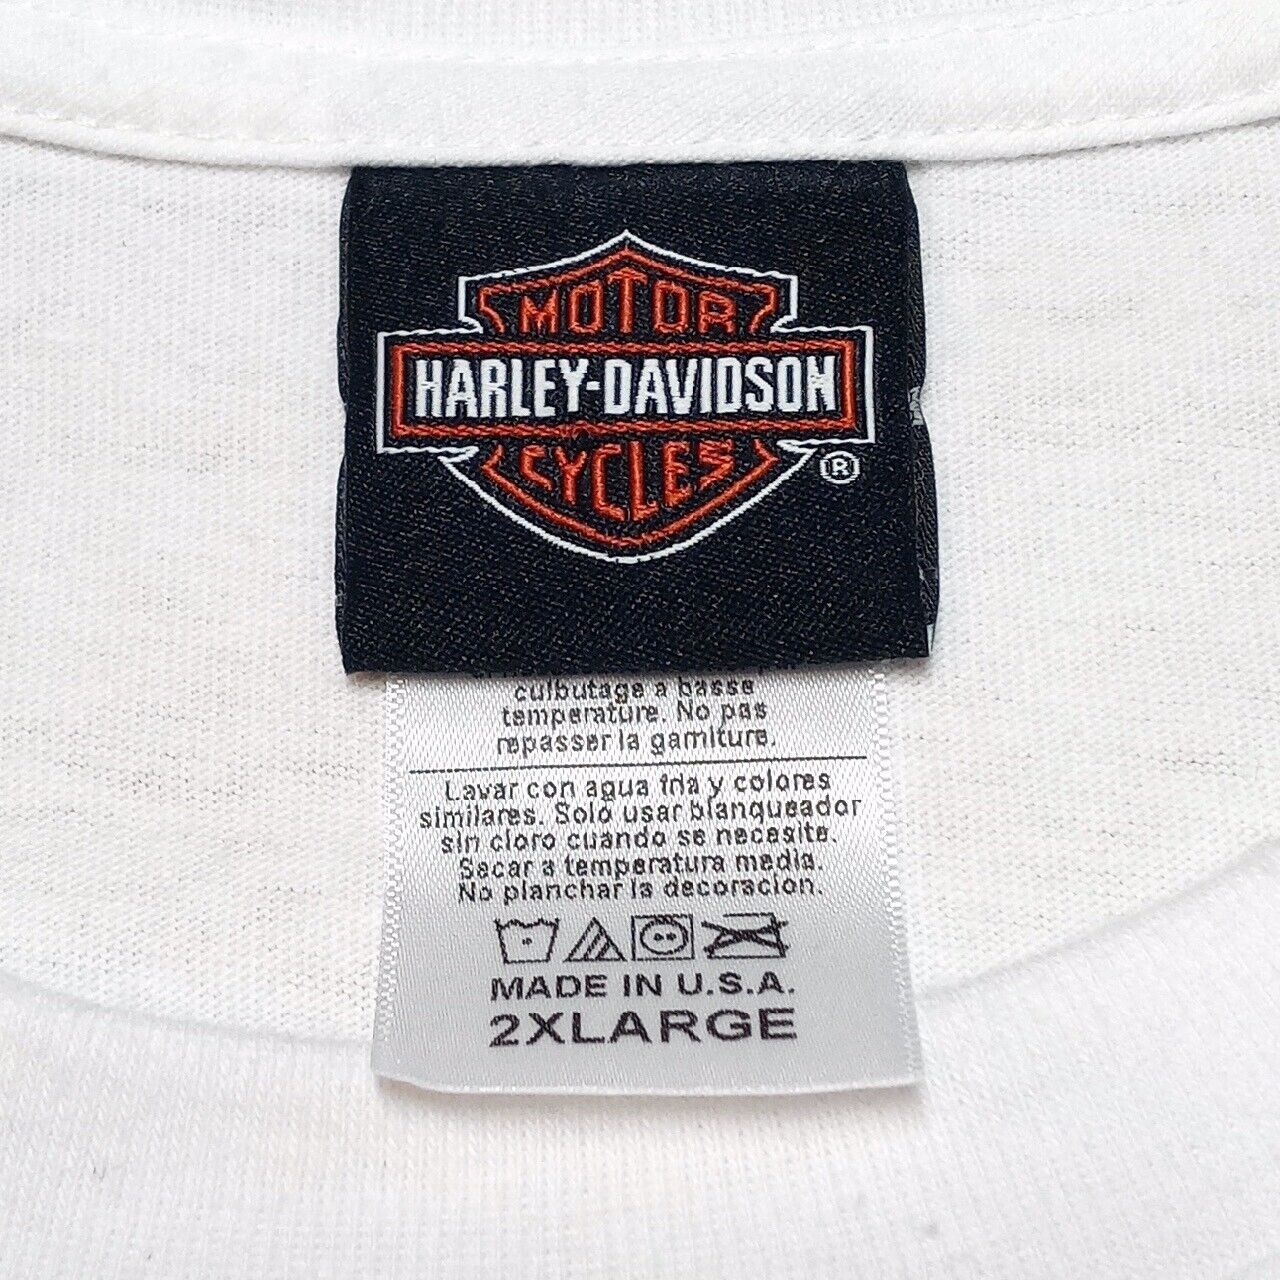 MOTOR
HARLEY-DAVIDSON
CYCLES
®
culbutage a basse
temperature. No pas
repasser la garniture.
Lavar con agua fria y colores
similares. Solo usar blanqueador
sin cloro cuando se necesite.
Secar a temperatura media.
No planchar la decoracion.
MADE IN U.S.A.
2XLARGE